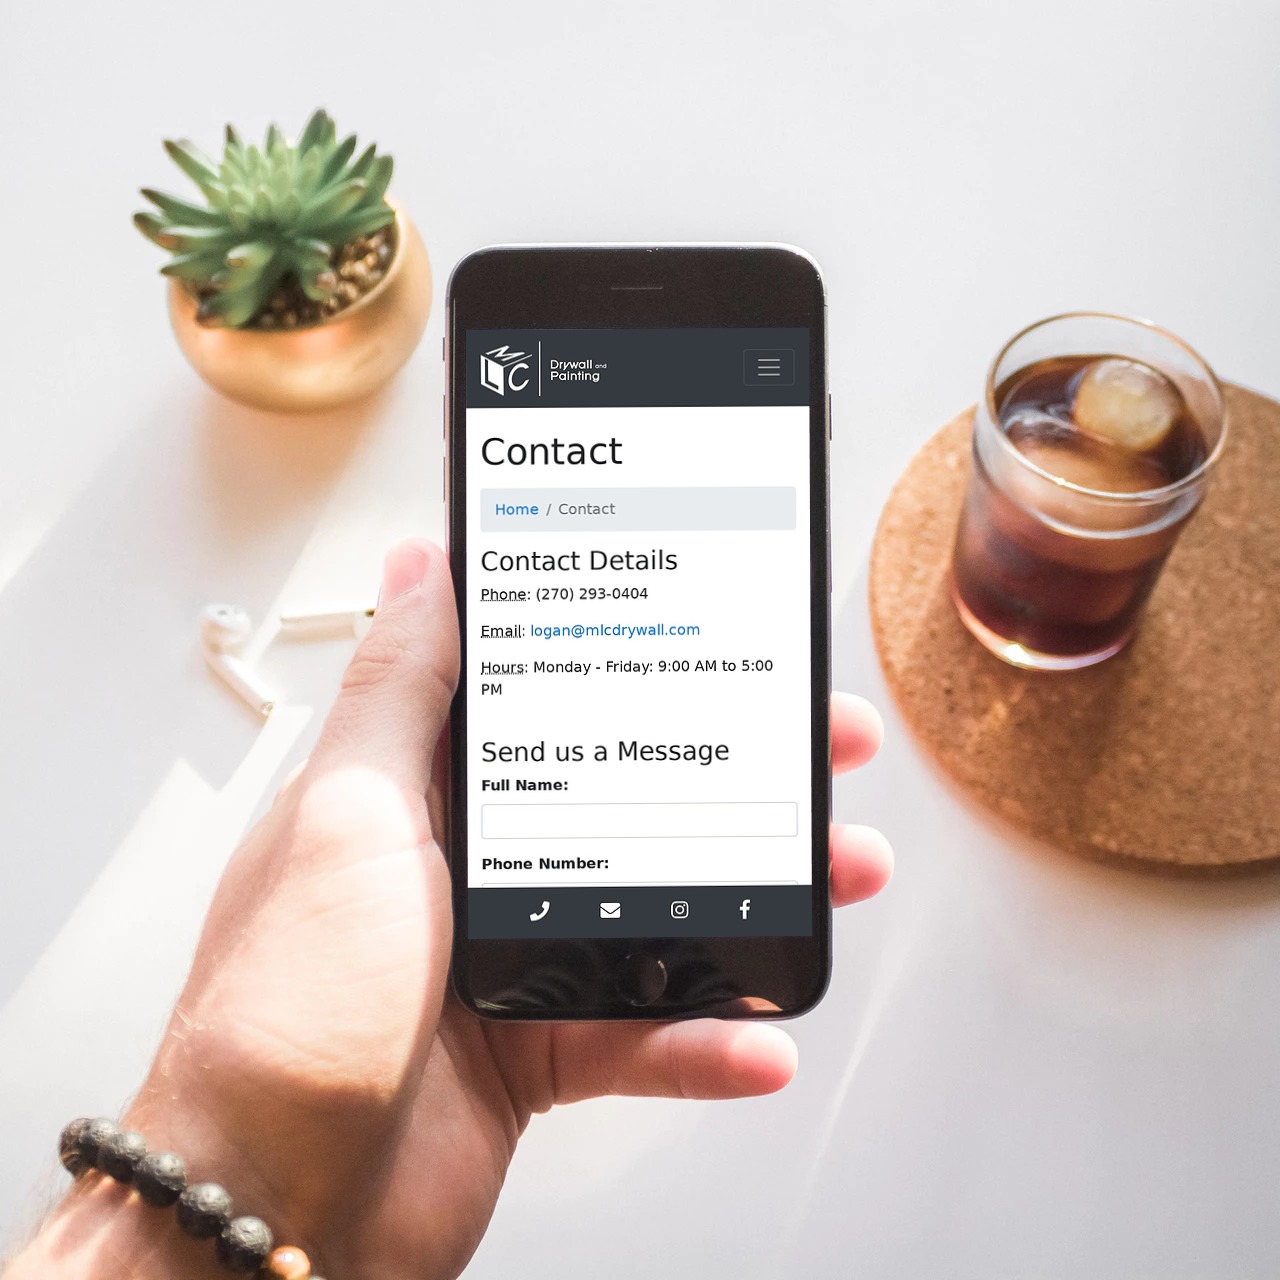 MLC
Drywall and
Painting
Contact
Home / Contact
Contact Details
Phone: (270) 293-0404
Email: logan@mlcdrywall.com
Hours: Monday - Friday: 9:00 AM to 5:00
PM
Send us a Message
Full Name:
Phone Number: